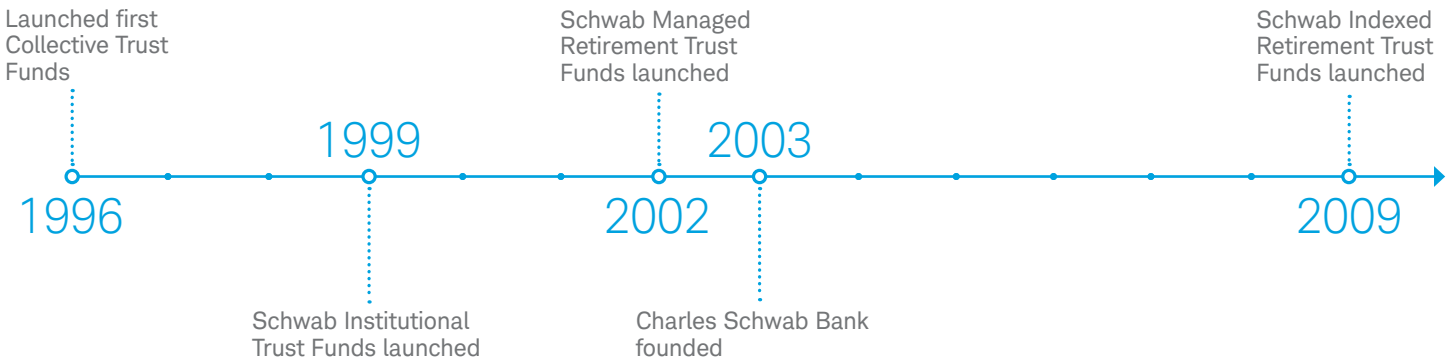 Launched first
Collective Trust
Funds
1996
1999
Schwab Institutional
Trust Funds launched
Schwab Managed
Retirement Trust
Funds launched
2002
2003
Charles Schwab Bank
founded
Schwab Indexed
Retirement Trust
Funds launched
2009